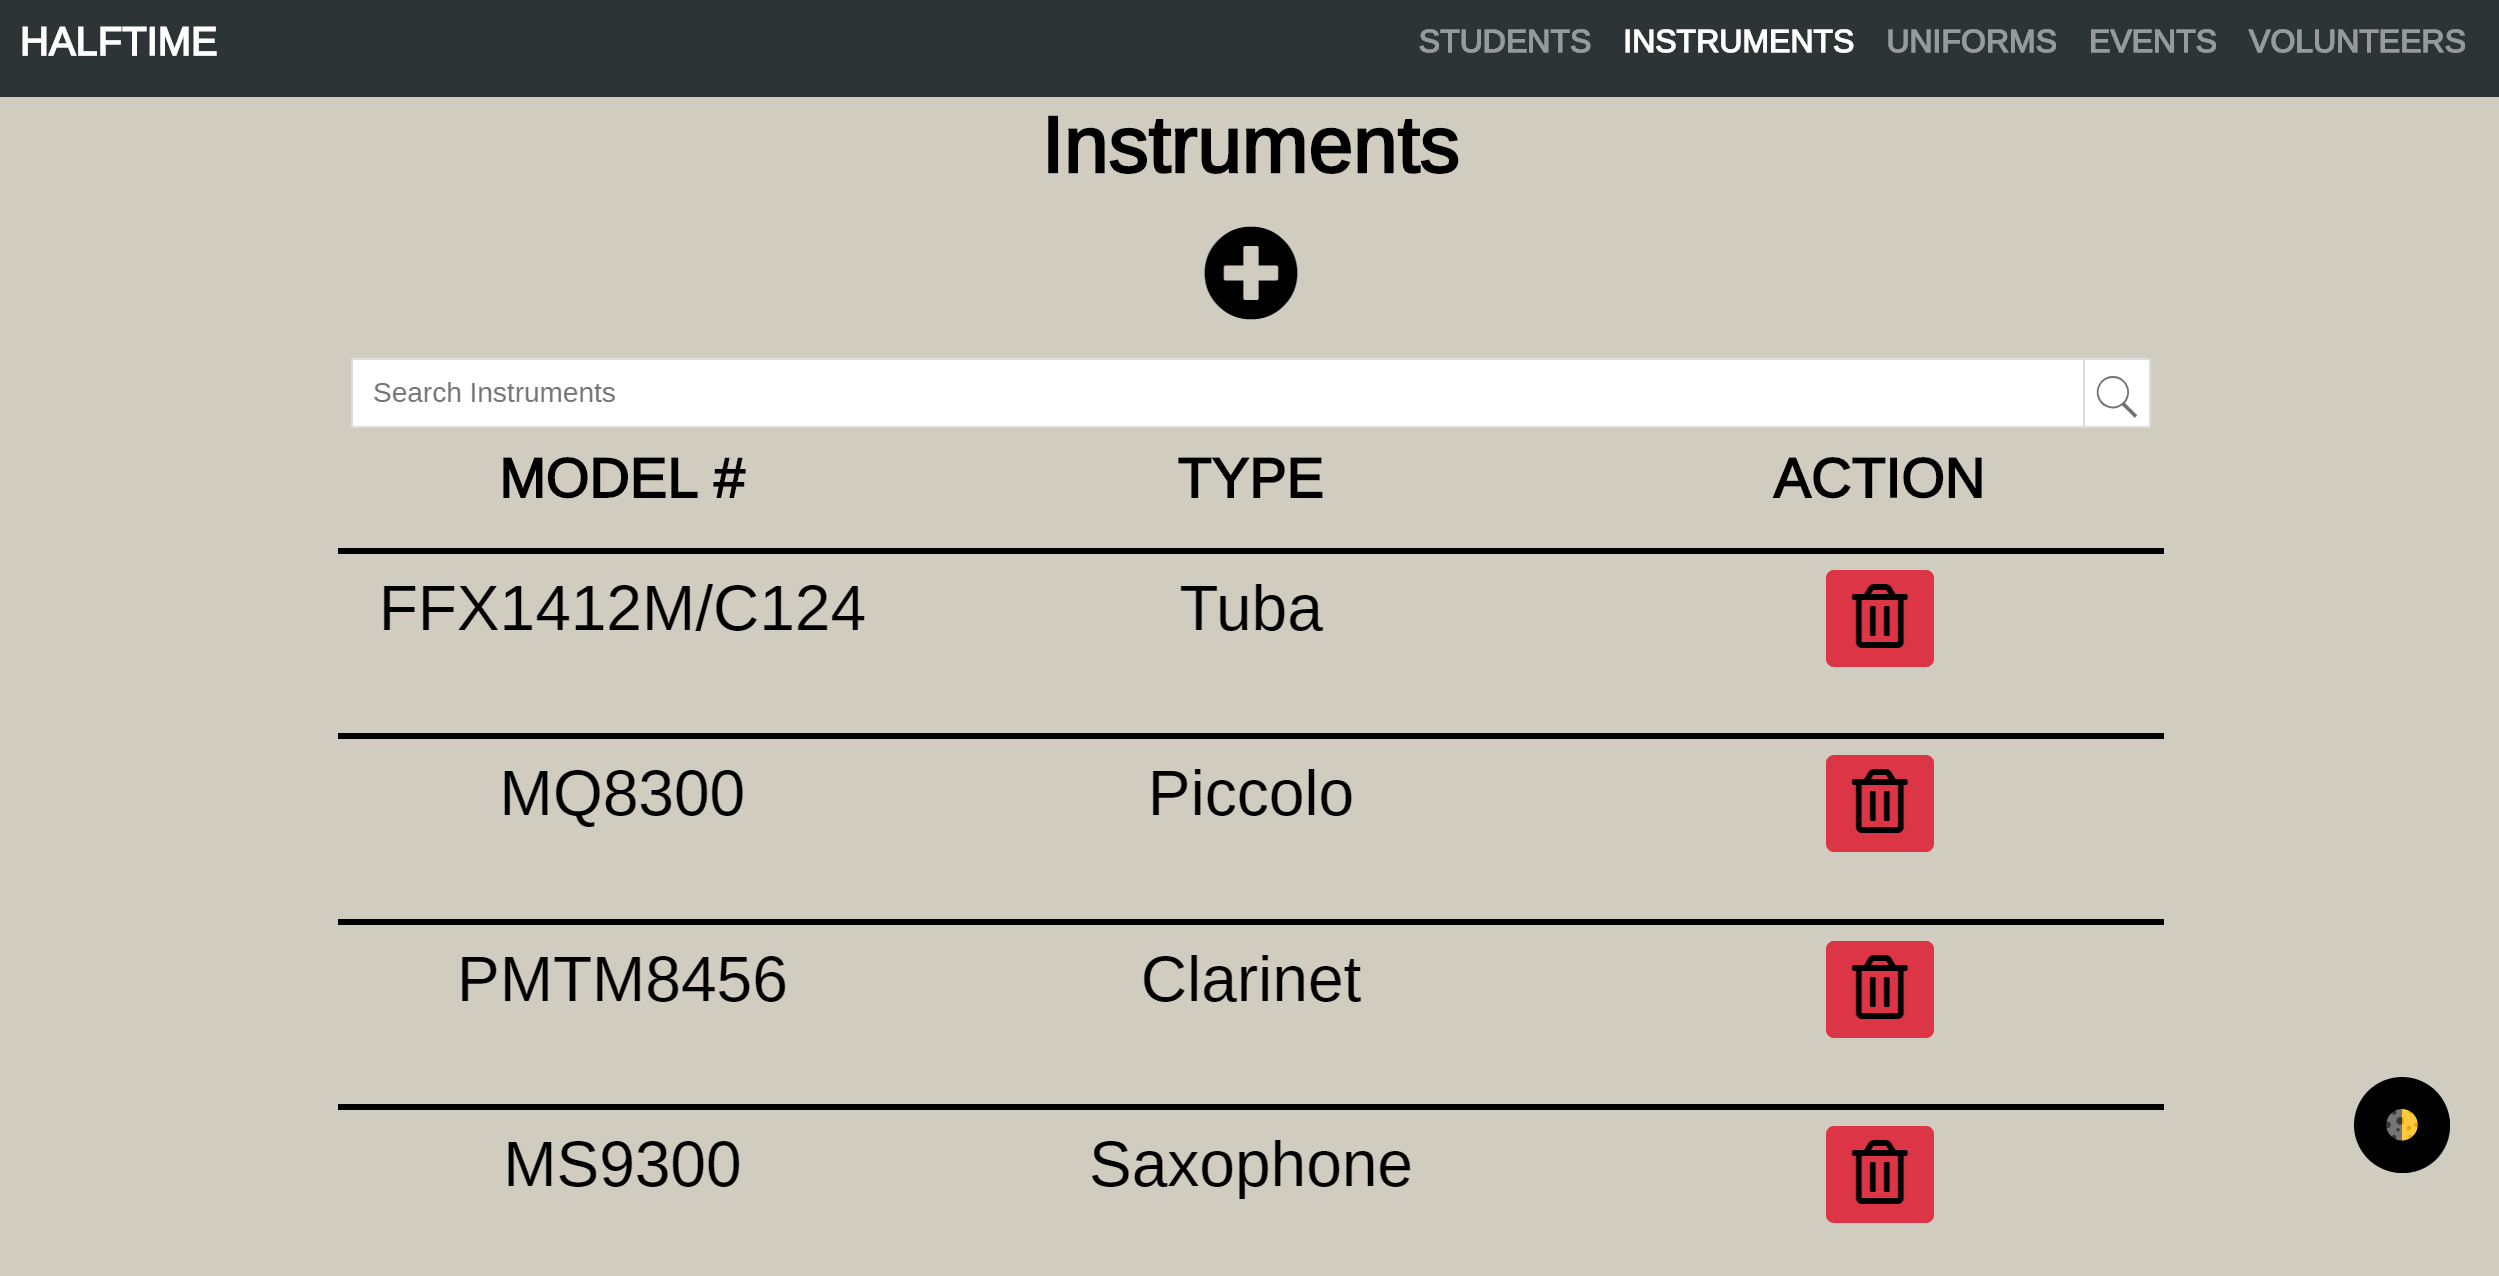 HALFTIME STUDENTS INSTRUMENTS UNIFORMS EVENTS VOLUNTEERS
Instruments
Search Instruments
MODEL # TYPE ACTION
FFX1412M/C124 Tuba
MQ8300 Piccolo
PMTM8456 Clarinet
MS9300 Saxophone